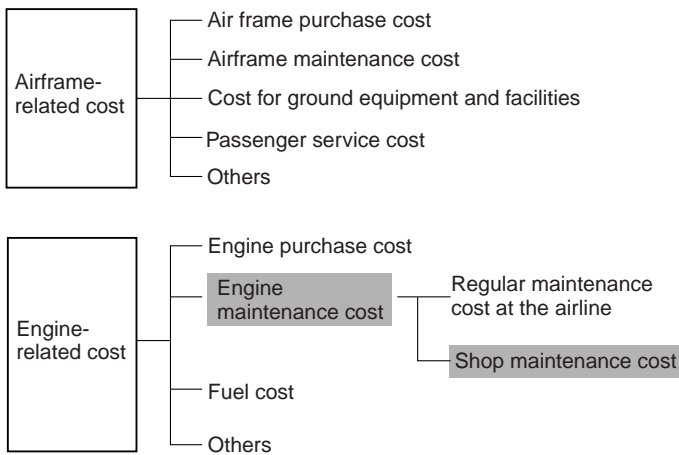 Airframe-
related cost
Air frame purchase cost
Airframe maintenance cost
Cost for ground equipment and facilities
Passenger service cost
Others
Engine-
related cost
Engine purchase cost
Engine
maintenance cost
Regular maintenance
cost at the airline
Shop maintenance cost
Fuel cost
Others